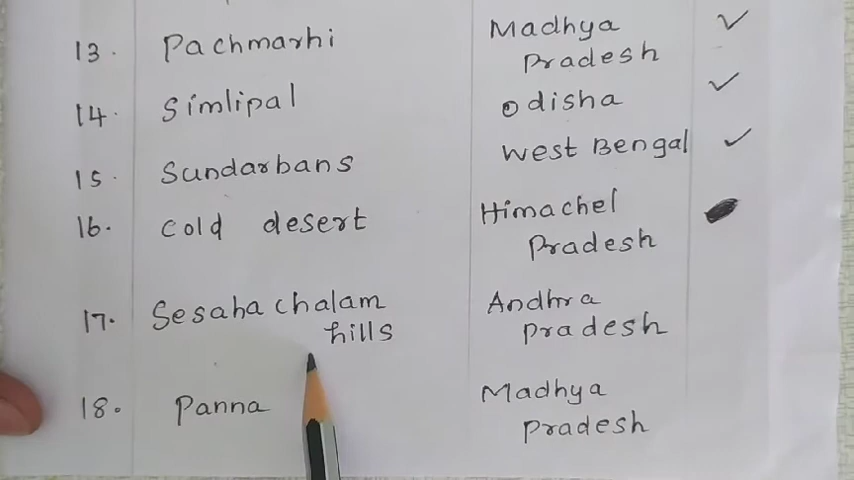 13. Pachmarhi Madhya
Pradesh ✓
14. Simlipal Odisha ✓
15. Sundarbans West Bengal ✓
16. Cold desert Himachel
Pradesh
17. Sesahachalam Andhra
hills Pradesh
18. Panna Madhya
Pradesh